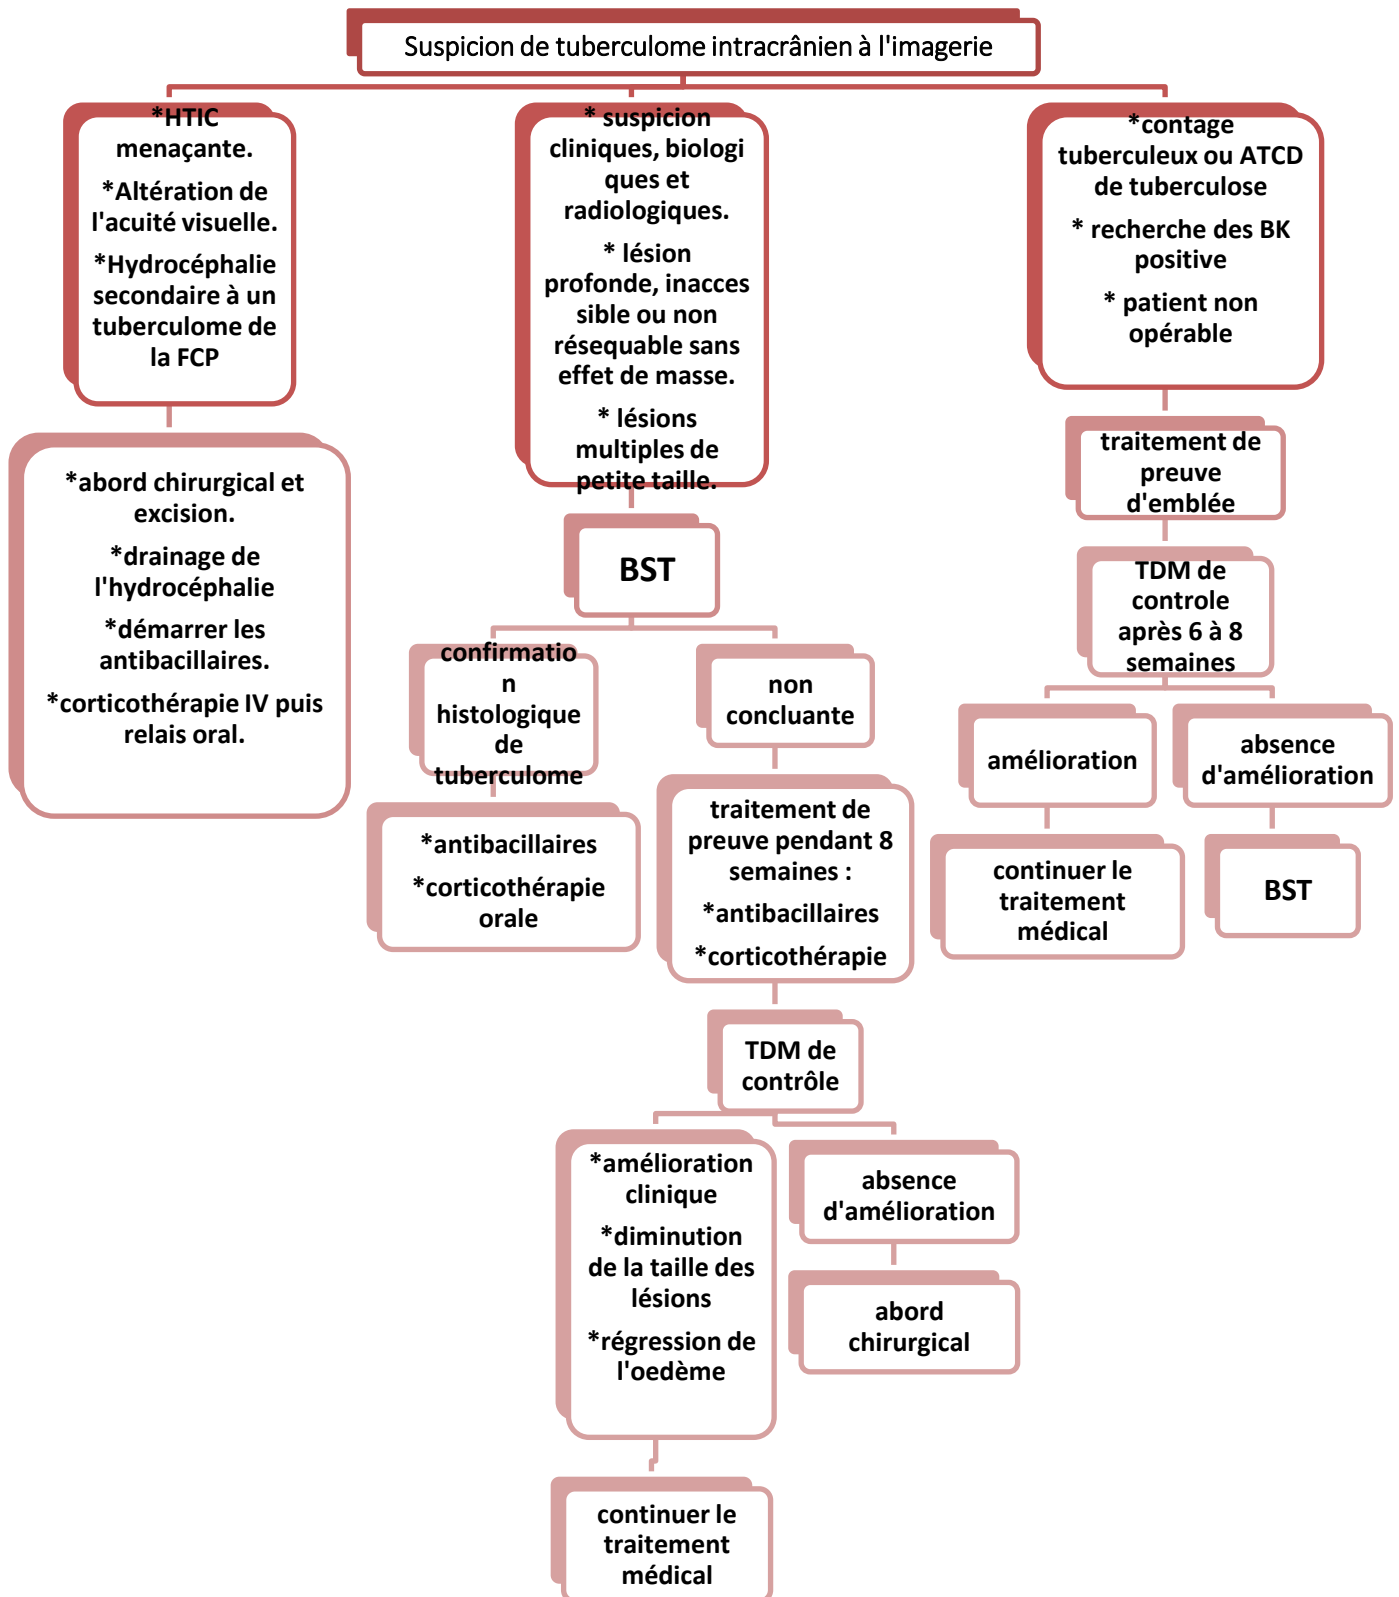 Suspicion de tuberculome intracrânien à l'imagerie
*HTIC
menaçante.
*Altération de
l'acuité visuelle.
*Hydrocéphalie
secondaire à un
tuberculome de
la FCP
*abord chirurgical et
excision.
*drainage de
l'hydrocéphalie
*démarrer les
antibacillaires.
*corticothérapie IV puis
relais oral.
* suspicion
cliniques, biologi
ques et
radiologiques.
* lésion
profonde, inacces
sible ou non
résequable sans
effet de masse.
* lésions
multiples de
petite taille.
BST
confirmatio
n
histologique
de
tuberculome
*antibacillaires
*corticothérapie
orale
non
concluante
traitement de
preuve pendant 8
semaines :
*antibacillaires
*corticothérapie
TDM de
contrôle
*amélioration
clinique
*diminution
de la taille des
lésions
*régression de
l'oedème
continuer le
traitement
médical
absence
d'amélioration
abord
chirurgical
*contage
tuberculeux ou ATCD
de tuberculose
* recherche des BK
positive
* patient non
opérable
traitement de
preuve
d'emblée
TDM de
controle
après 6 à 8
semaines
amélioration
continuer le
traitement
médical
absence
d'amélioration
BST